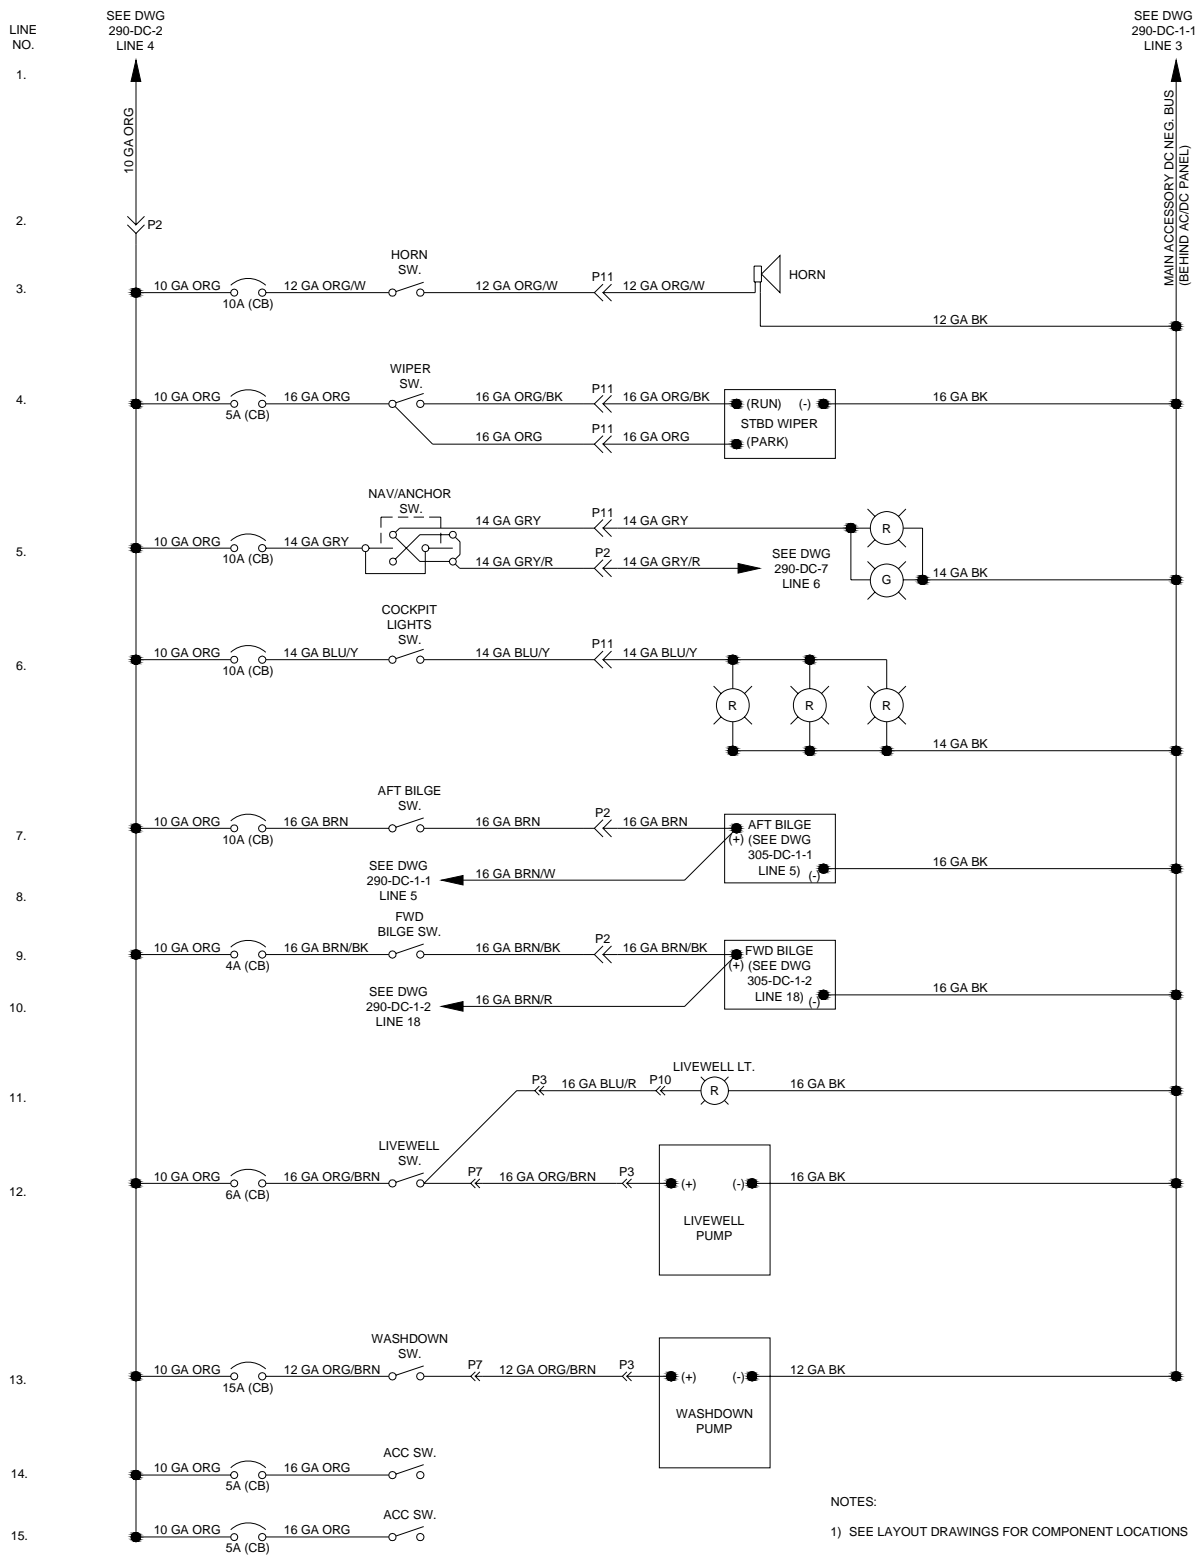 LINE
NO.
SEE DWG
290-DC-2
LINE 4
SEE DWG
290-DC-1-1
LINE 3
1.
10 GA ORG
MAIN ACCESSORY DC NEG. BUS
(BEHIND AC/DC PANEL)
2.
P2
HORN
SW.
3.
10 GA ORG
10A (CB)
12 GA ORG/W
12 GA ORG/W
P11
12 GA ORG/W
HORN
12 GA BK
WIPER
SW.
4.
10 GA ORG
5A (CB)
16 GA ORG
16 GA ORG/BK
P11
16 GA ORG/BK
(RUN)
(-)
16 GA BK
STBD WIPER
16 GA ORG
P11
16 GA ORG
(PARK)
NAV/ANCHOR
SW.
14 GA GRY
P11
14 GA GRY
R
5.
10 GA ORG
10A (CB)
14 GA GRY
14 GA GRY/R
P2
14 GA GRY/R
SEE DWG
290-DC-7
LINE 6
G
14 GA BK
COCKPIT
LIGHTS
SW.
6.
10 GA ORG
10A (CB)
14 GA BLU/Y
14 GA BLU/Y
P11
14 GA BLU/Y
R
R
R
14 GA BK
AFT BILGE
SW.
7.
10 GA ORG
10A (CB)
16 GA BRN
16 GA BRN
P2
16 GA BRN
AFT BILGE
(+) (SEE DWG
305-DC-1-1
LINE 5)
(-)
16 GA BK
8.
SEE DWG
290-DC-1-1
LINE 5
16 GA BRN/W
FWD
BILGE SW.
9.
10 GA ORG
4A (CB)
16 GA BRN/BK
16 GA BRN/BK
P2
16 GA BRN/BK
FWD BILGE
(+) (SEE DWG
305-DC-1-2
LINE 18)
(-)
16 GA BK
10.
SEE DWG
290-DC-1-2
LINE 18
16 GA BRN/R
11.
P3
16 GA BLU/R
P10
LIVEWELL LT.
R
16 GA BK
LIVEWELL
SW.
12.
10 GA ORG
6A (CB)
16 GA ORG/BRN
P7
16 GA ORG/BRN
P3
(+)
(-)
16 GA BK
LIVEWELL
PUMP
WASHDOWN
SW.
13.
10 GA ORG
15A (CB)
12 GA ORG/BRN
P7
12 GA ORG/BRN
P3
(+)
(-)
12 GA BK
WASHDOWN
PUMP
14.
10 GA ORG
5A (CB)
16 GA ORG
ACC SW.
15.
10 GA ORG
5A (CB)
16 GA ORG
ACC SW.
NOTES:
1) SEE LAYOUT DRAWINGS FOR COMPONENT LOCATIONS